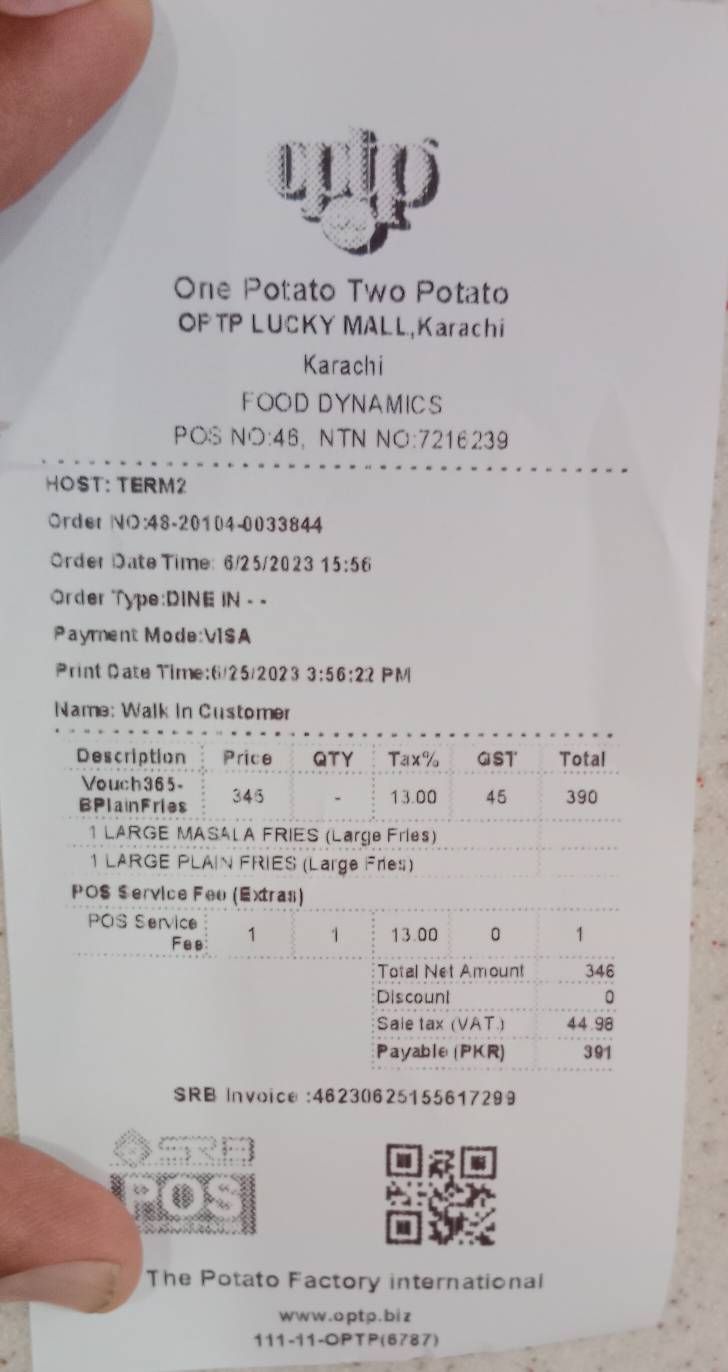 optp
One Potato Two Potato
OPTP LUCKY MALL,Karachi
Karachi
FOOD DYNAMICS
POS NO:46, NTN NO:7216239
HOST: TERM2
Order NO:48-20104-0033844
Order Date Time: 6/25/2023 15:56
Order Type:DINE IN - -
Payment Mode:VISA
Print Date Time:6/25/2023 3:56:22 PM
Name: Walk In Customer
Description Price QTY Tax% GST Total
Vouch365-
BPlainFries 345 - 13.00 45 390
1 LARGE MASALA FRIES (Large Fries)
1 LARGE PLAIN FRIES (Large Fries)
POS Service Fee (Extras)
POS Service
Fee 1 1 13.00 0 1
Total Net Amount 346
Discount 0
Sale tax (VAT.) 44.98
Payable (PKR) 391
SRB Invoice :46230625155617299
SRB
POS
The Potato Factory international
www.optp.biz
111-11-OPTP(6787)